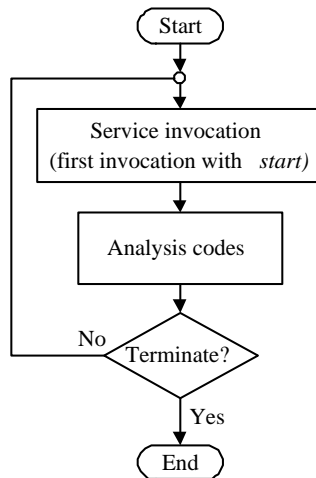 Start
Service invocation
(first invocation with start)
Analysis codes
No
Terminate?
Yes
End